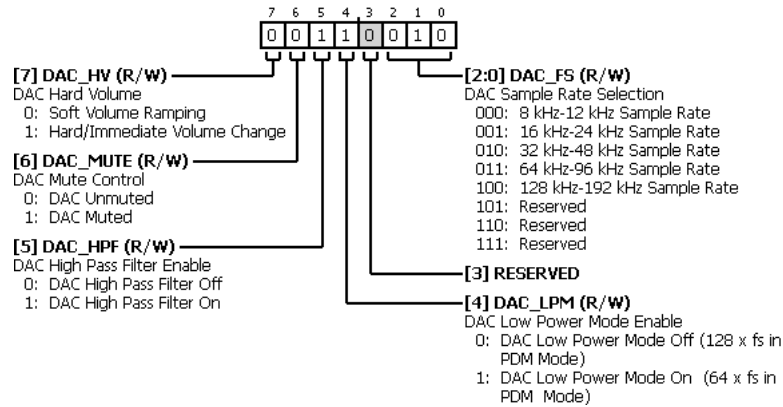 7 6 5 4 3 2 1 0
0 0 1 1 0 0 1 0
[7] DAC_HV (R/W)
DAC Hard Volume
0: Soft Volume Ramping
1: Hard/Immediate Volume Change
[6] DAC_MUTE (R/W)
DAC Mute Control
0: DAC Unmuted
1: DAC Muted
[5] DAC_HPF (R/W)
DAC High Pass Filter Enable
0: DAC High Pass Filter Off
1: DAC High Pass Filter On
[2:0] DAC_FS (R/W)
DAC Sample Rate Selection
000: 8 kHz-12 kHz Sample Rate
001: 16 kHz-24 kHz Sample Rate
010: 32 kHz-48 kHz Sample Rate
011: 64 kHz-96 kHz Sample Rate
100: 128 kHz-192 kHz Sample Rate
101: Reserved
110: Reserved
111: Reserved
[3] RESERVED
[4] DAC_LPM (R/W)
DAC Low Power Mode Enable
0: DAC Low Power Mode Off (128 x fs in
PDM Mode)
1: DAC Low Power Mode On (64 x fs in
PDM Mode)